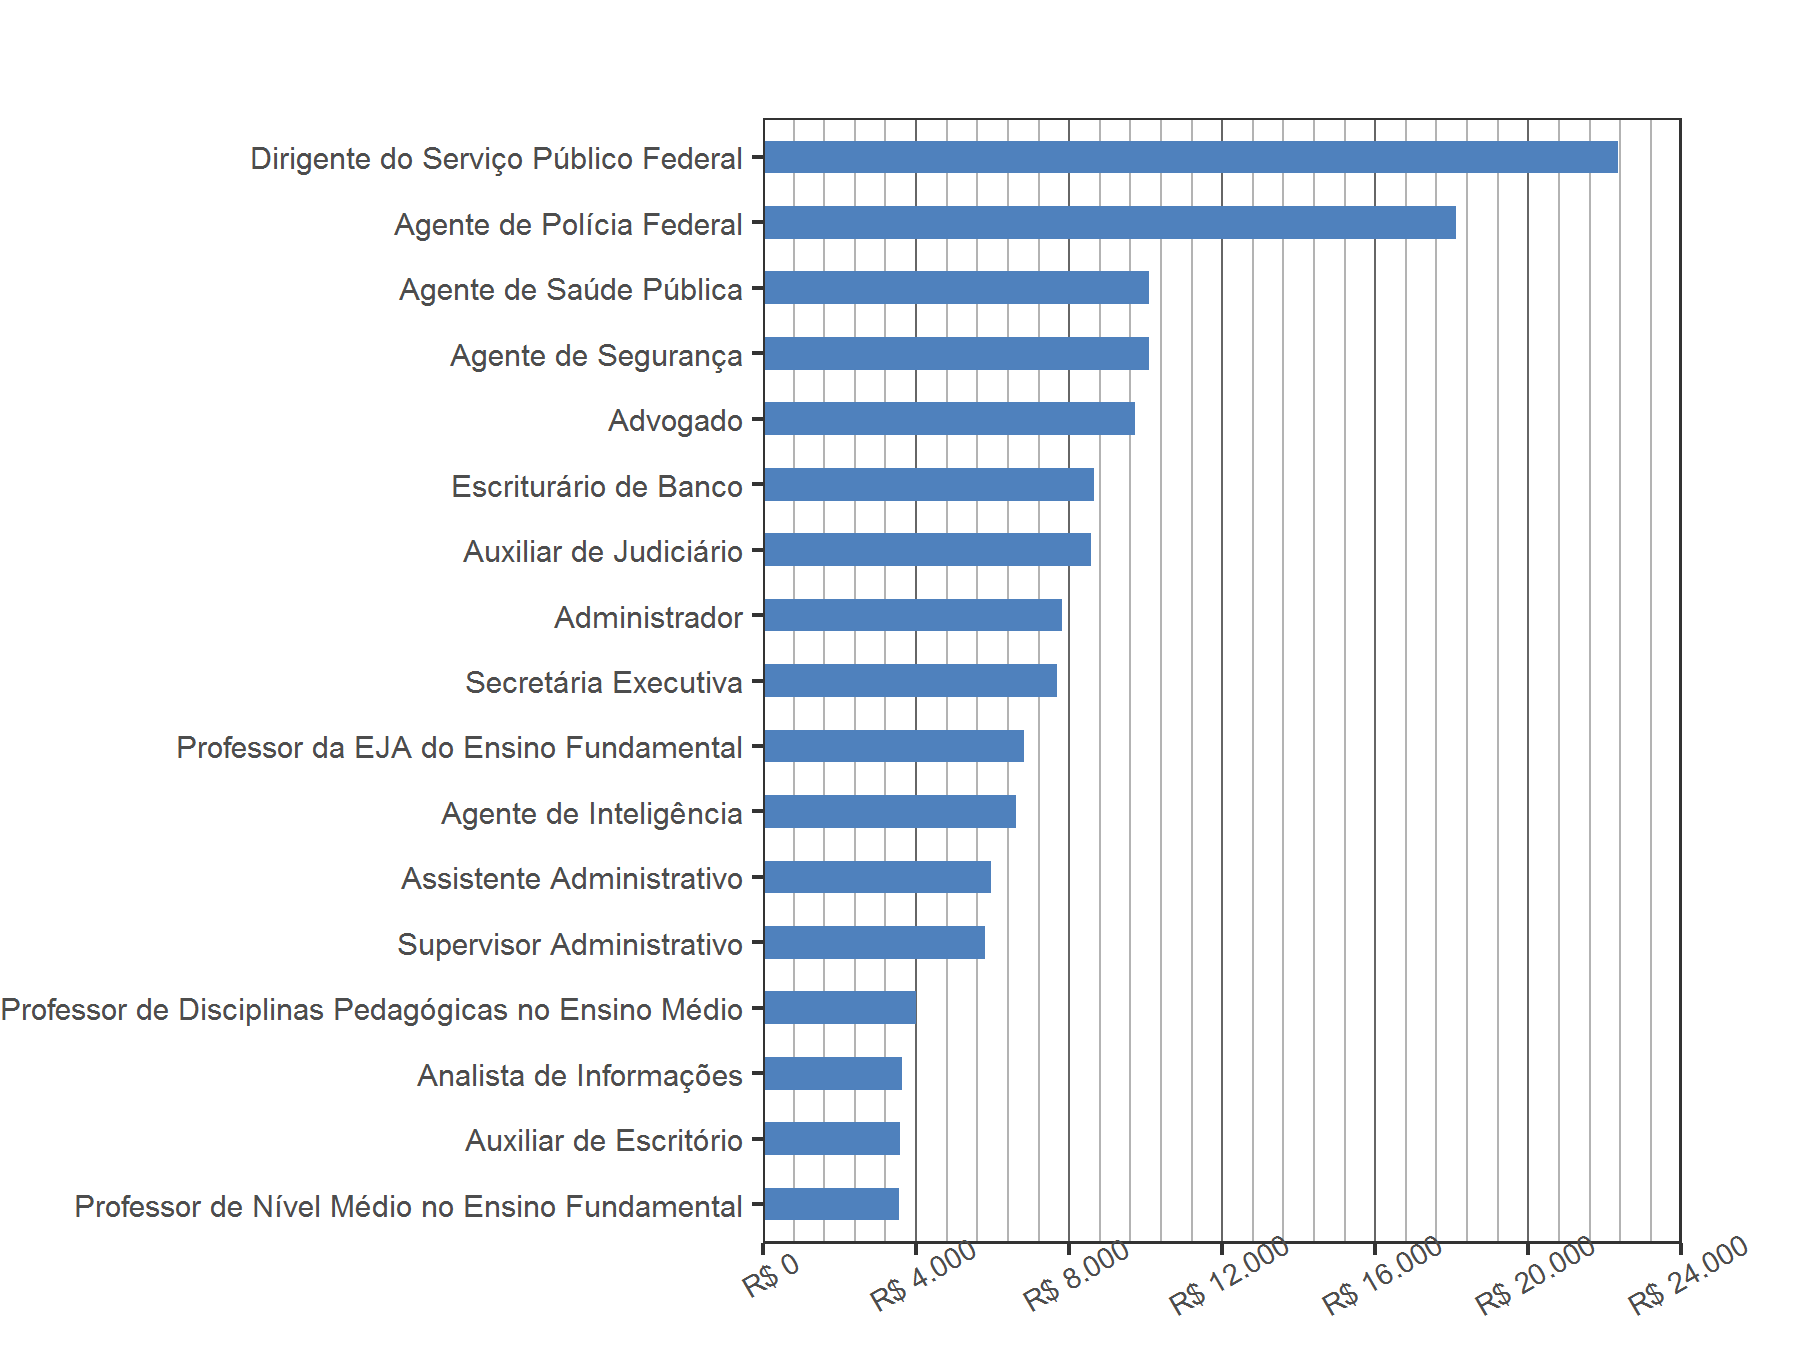 Dirigente do Serviço Público Federal
Agente de Polícia Federal
Agente de Saúde Pública
Agente de Segurança
Advogado
Escriturário de Banco
Auxiliar de Judiciário
Administrador
Secretária Executiva
Professor da EJA do Ensino Fundamental
Agente de Inteligência
Assistente Administrativo
Supervisor Administrativo
Professor de Disciplinas Pedagógicas no Ensino Médio
Analista de Informações
Auxiliar de Escritório
Professor de Nível Médio no Ensino Fundamental
R$ 0
R$ 4.000
R$ 8.000
R$ 12.000
R$ 16.000
R$ 20.000
R$ 24.000